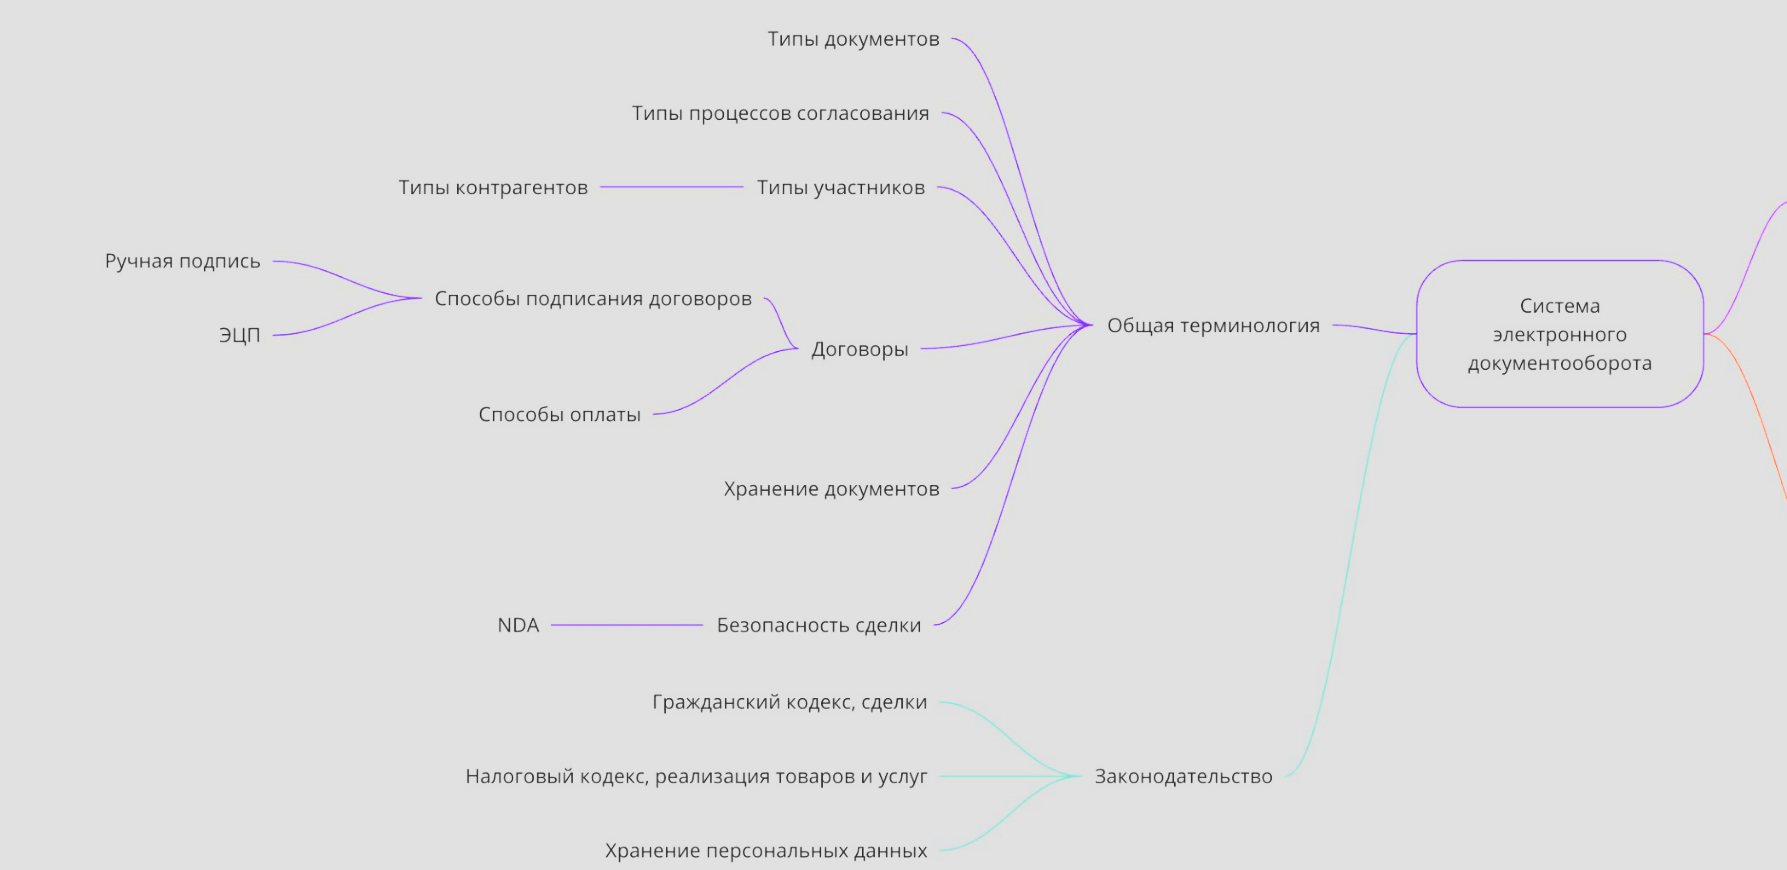 Типы документов
Типы процессов согласования
Типы контрагентов
Типы участников
Ручная подпись
Способы подписания договоров
ЭЦП
Договоры
Способы оплаты
Общая терминология
Система
электронного
документооборота
Хранение документов
NDA
Безопасность сделки
Гражданский кодекс, сделки
Налоговый кодекс, реализация товаров и услуг
Законодательство
Хранение персональных данных